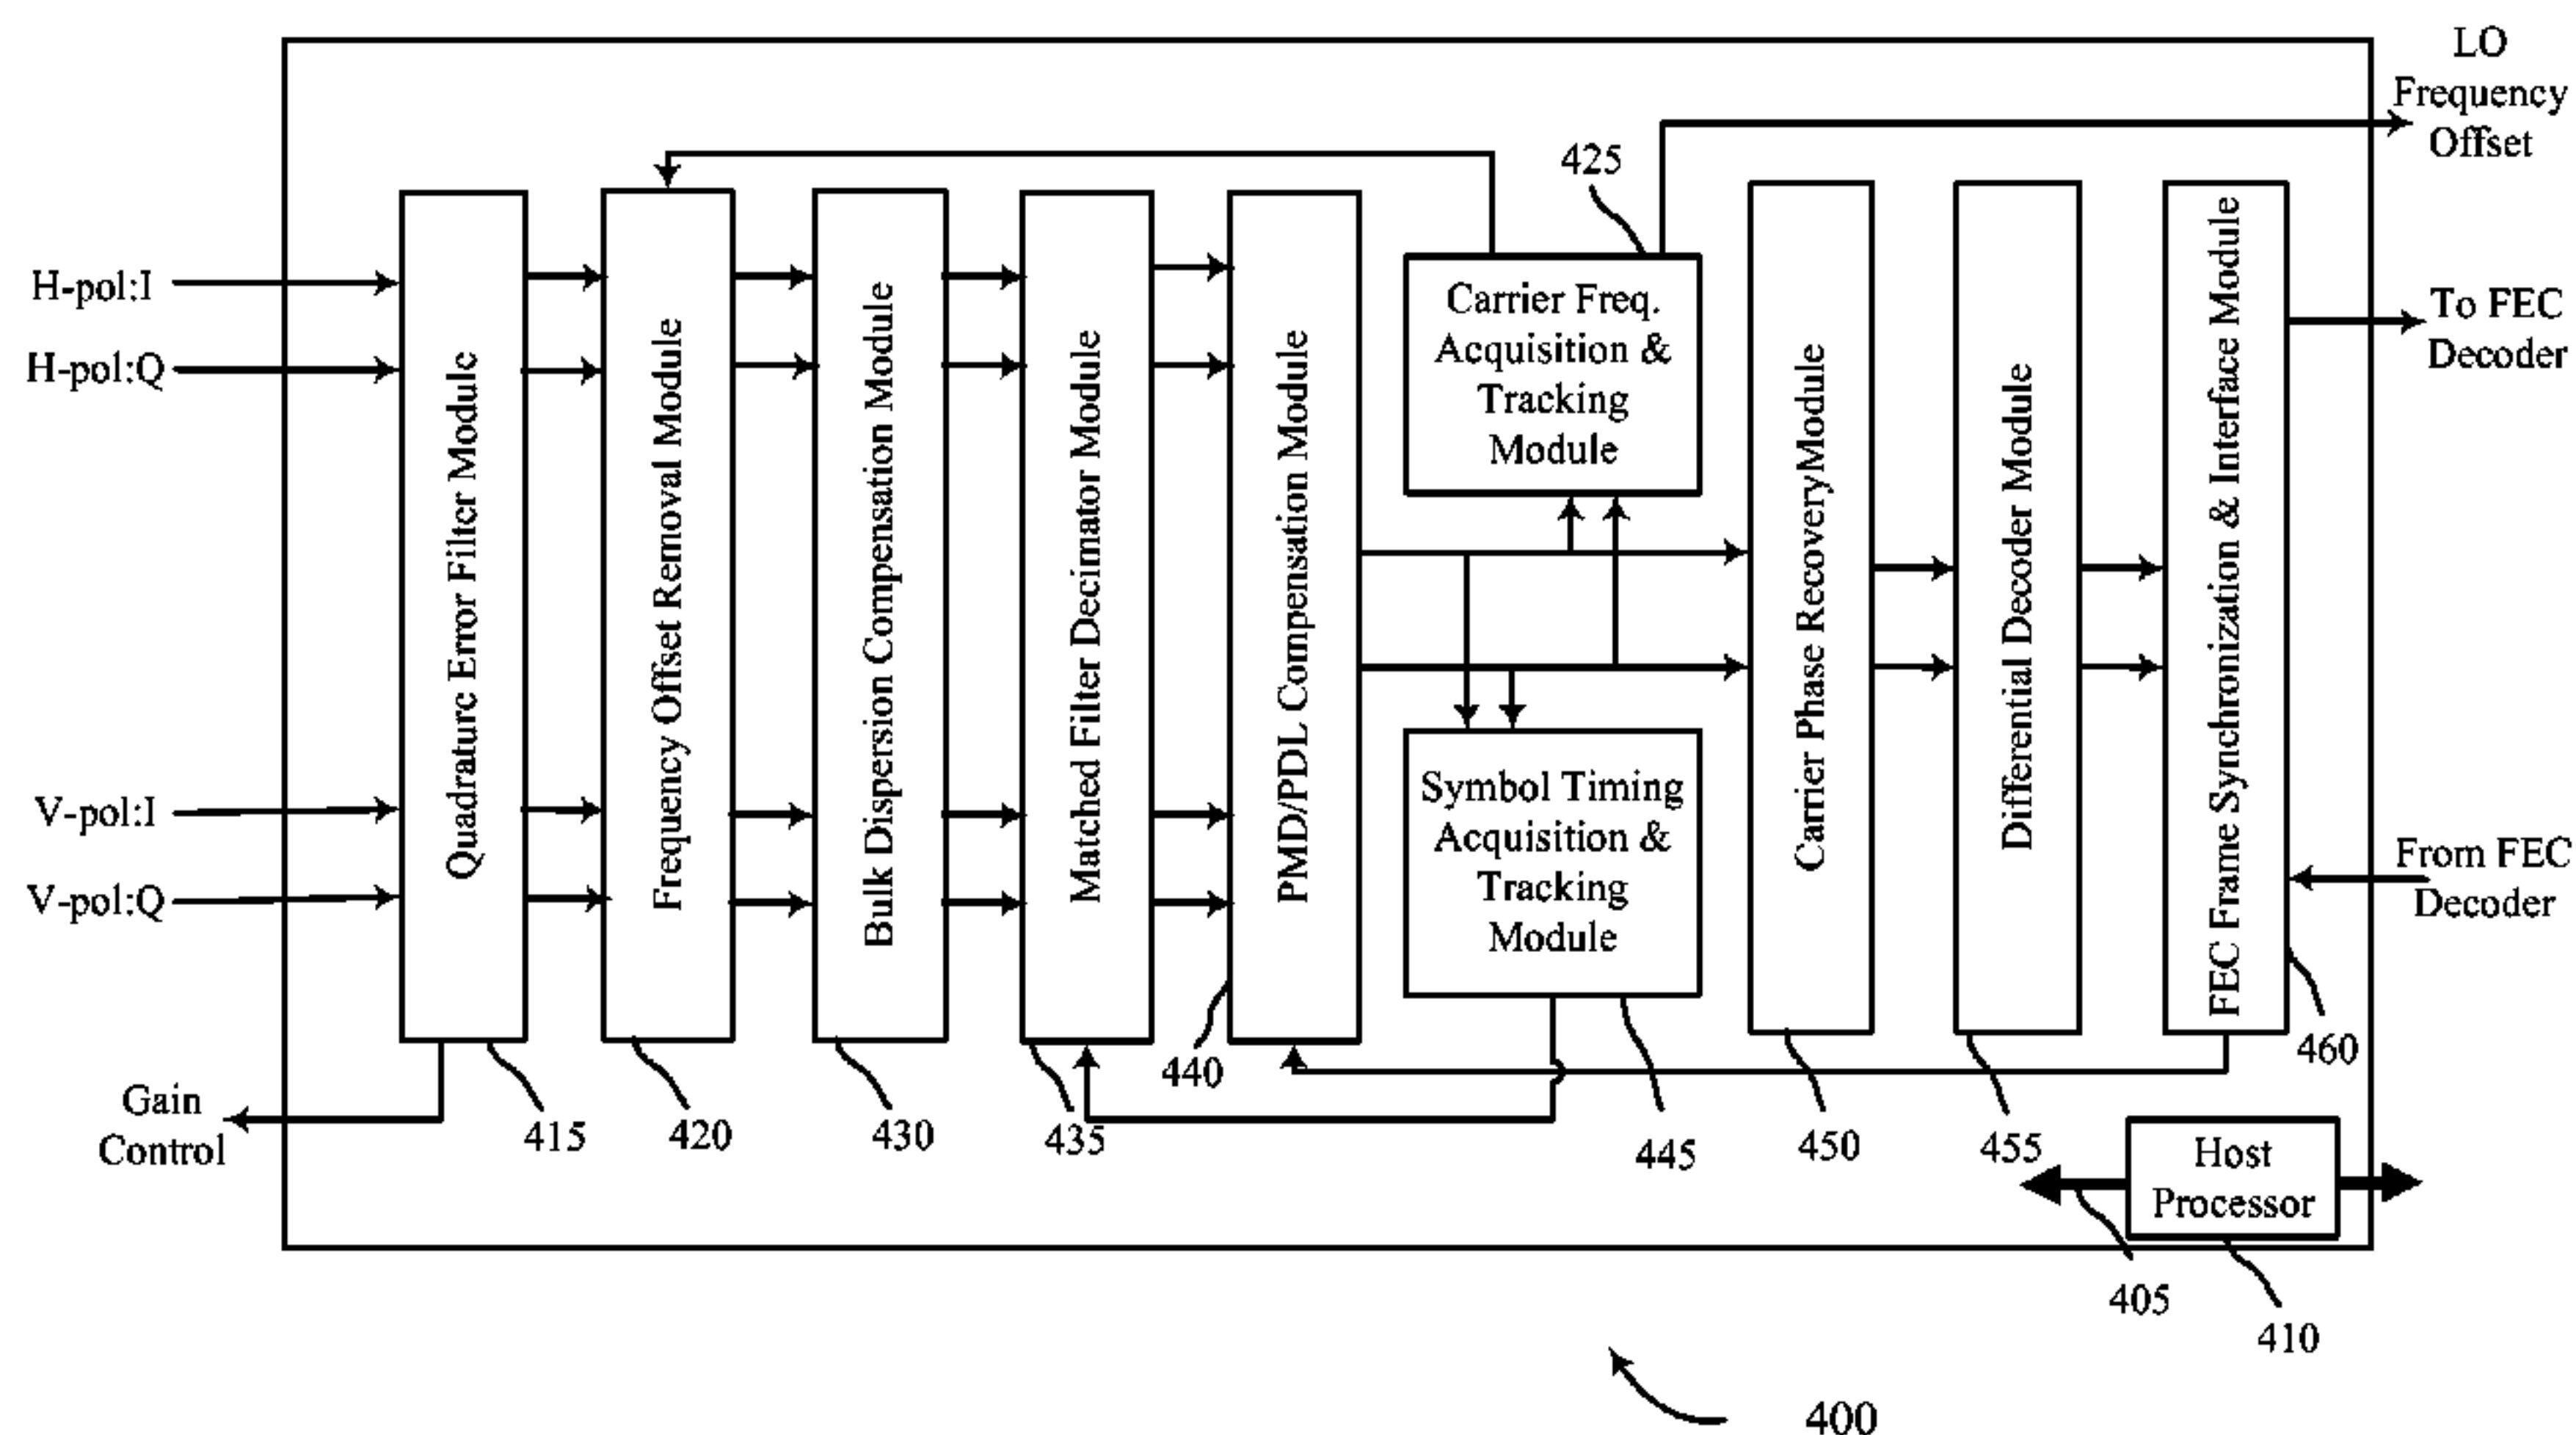 LO
Frequency
Offset
425
H-pol:I
H-pol:Q
V-pol:I
V-pol:Q
Quadrature Error Filter Module
Frequency Offset Removal Module
Bulk Dispersion Compensation Module
Matched Filter Decimator Module
PMD/PDL Compensation Module
Carrier Freq.
Acquisition &
Tracking
Module
Symbol Timing
Acquisition &
Tracking
Module
Carrier Phase RecoveryModule
Differential Decoder Module
FEC Frame Synchronization & Interface Module
To FEC
Decoder
From FEC
Decoder
Gain
Control
415
420
430
435
440
445
450
455
460
Host
Processor
405
410
400